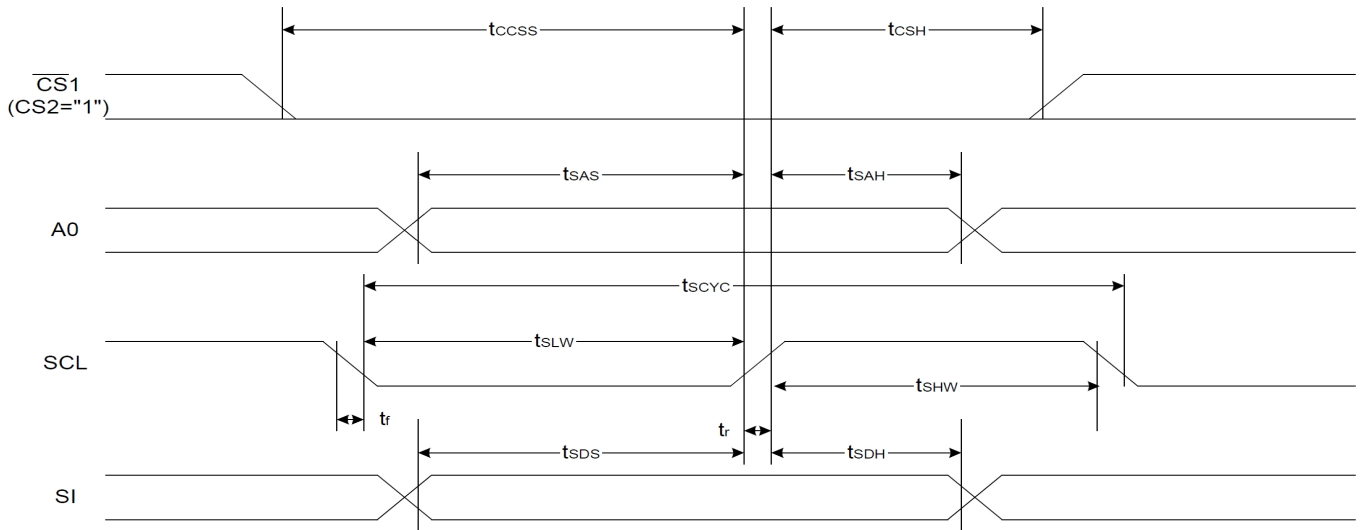 tCCSS
tCSH
CS1
(CS2="1")
tSAS
tSAH
A0
tSCYC
tSLW
SCL
tSHW
tf
tr
tSDS
tSDH
SI